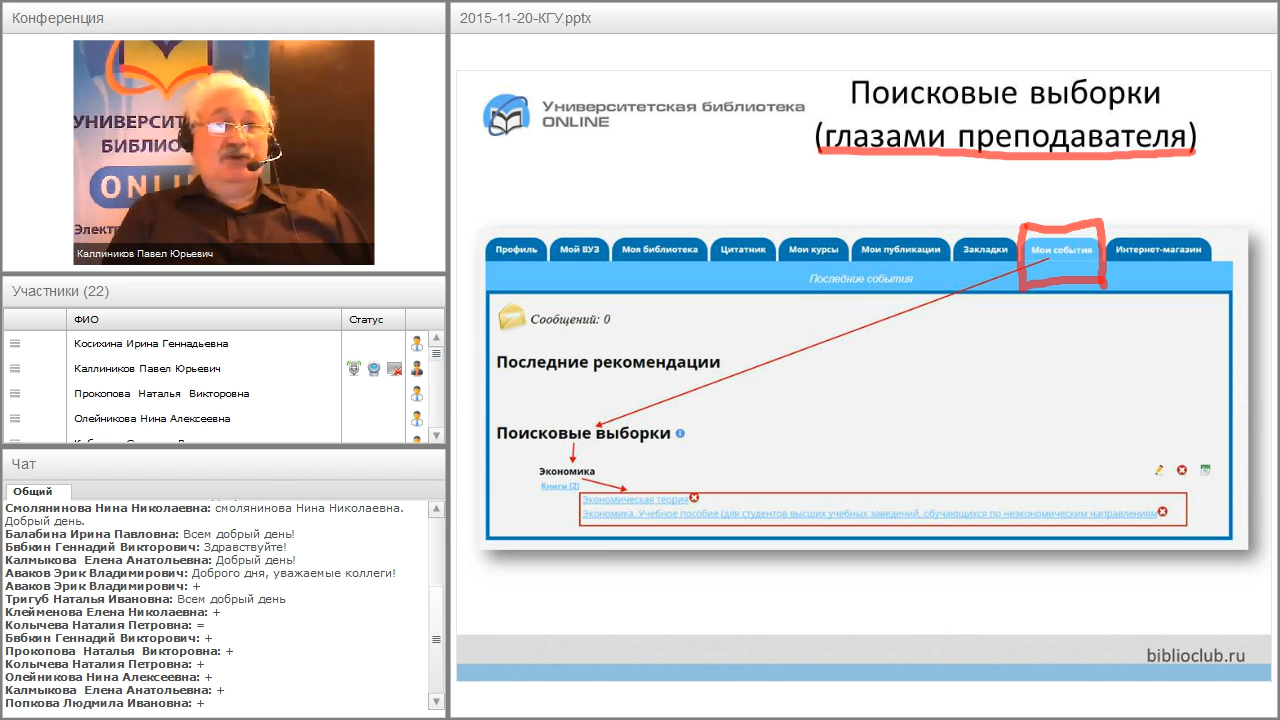 Конференция
УНИВЕРСИТ
БИБЛИО
ONLI
Элект
Каллиников Павел Юрьевич
Участники (22)
ФИО
Статус
Косихина Ирина Геннадьевна
Каллиников Павел Юрьевич
Прокопова Наталья Викторовна
Олейникова Нина Алексеевна
Чат
Общий
Смолянинова Нина Николаевна: смолянинова Нина Николаевна.
Добрый день.
Балабина Ирина Павловна: Всем добрый день!
Бвбкин Геннадий Викторович: Здравствуйте!
Калмыкова Елена Анатольевна: Добрый день!
Аваков Эрик Владимирович: Доброго дня, уважаемые коллеги!
Аваков Эрик Владимирович: +
Тригуб Наталья Ивановна: Всем добрый день
Клейменова Елена Николаевна: +
Колычева Наталия Петровна: =
Бвбкин Геннадий Викторович: +
Прокопова Наталья Викторовна: +
Колычева Наталия Петровна: +
Олейникова Нина Алексеевна: +
Калмыкова Елена Анатольевна: +
Попкова Людмила Ивановна: +
2015-11-20-КГУ.pptx
Университетская библиотека
ONLINE
Поисковые выборки
(глазами преподавателя)
Профиль
Мой ВУЗ
Моя библиотека
Цитатник
Мои курсы
Мои публикации
Закладки
Мои события
Интернет-магазин
Последние события
Сообщений: 0
Последние рекомендации
Поисковые выборки
Экономика
Книги (2)
Экономическая теория
Экономика. Учебное пособие (для студентов высших учебных заведений, обучающихся по неэкономическим направлениям
biblioclub.ru